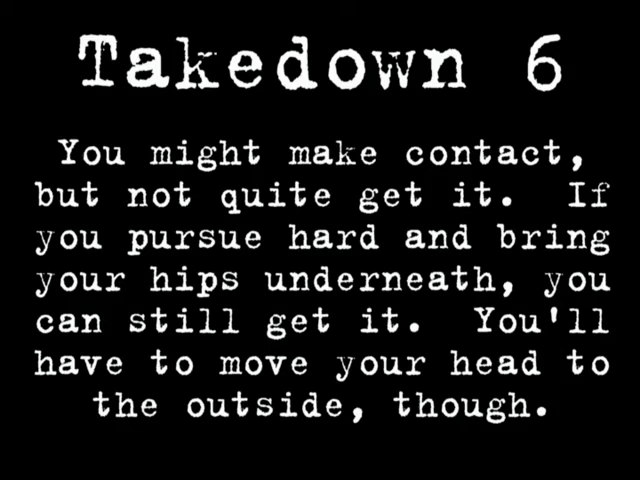 Takedown 6
You might make contact,
but not quite get it.  If
you pursue hard and bring
your hips underneath, you
can still get it.  You'll
have to move your head to
the outside, though.